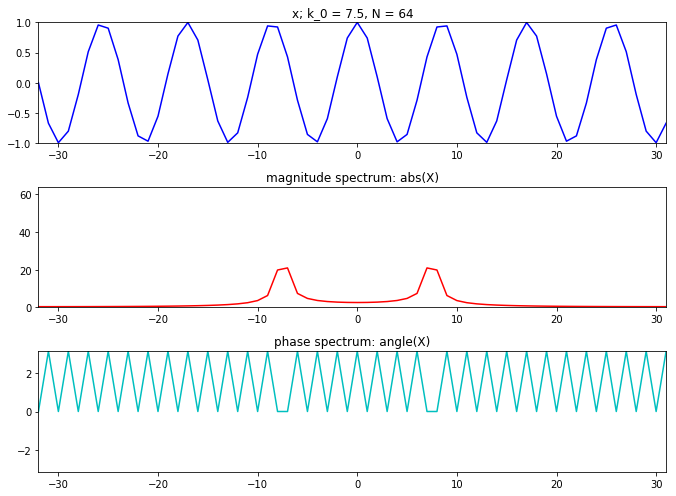 x; k_0 = 7.5, N = 64
1.0
0.5
0.0
−0.5
−1.0
−30 −20 −10 0 10 20 30
magnitude spectrum: abs(X)
60
40
20
0
−30 −20 −10 0 10 20 30
phase spectrum: angle(X)
2
0
−2
−30 −20 −10 0 10 20 30